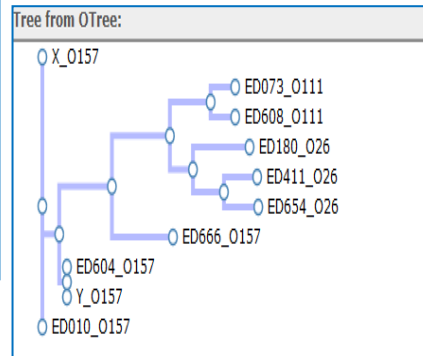 Tree from OTree:
X_O157
ED073_O111
ED608_O111
ED180_O26
ED411_O26
ED654_O26
ED666_O157
ED604_O157
Y_O157
ED010_O157